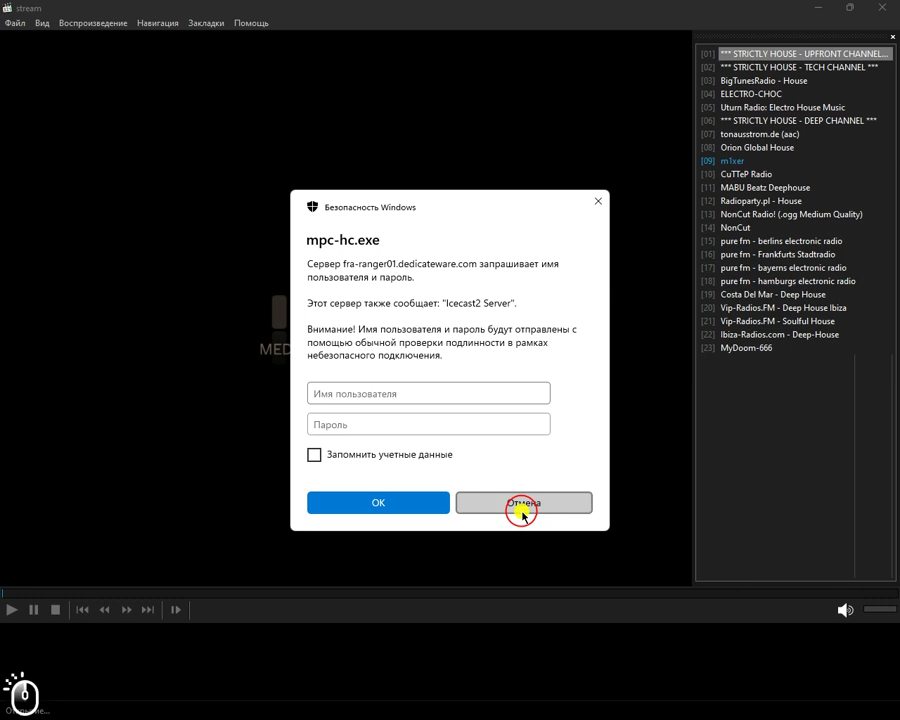 stream
Файл Вид Воспроизведение Навигация Закладки Помощь
[01] *** STRICTLY HOUSE - UPFRONT CHANNEL...
[02] *** STRICTLY HOUSE - TECH CHANNEL ***
[03] BigTunesRadio - House
[04] ELECTRO-CHOC
[05] Uturn Radio: Electro House Music
[06] *** STRICTLY HOUSE - DEEP CHANNEL ***
[07] tonausstrom.de (aac)
[08] Orion Global House
[09] m1xer
[10] CuTTeP Radio
[11] MABU Beatz Deephouse
[12] Radioparty.pl - House
[13] NonCut Radio! (.ogg Medium Quality)
[14] NonCut
[15] pure fm - berlins electronic radio
[16] pure fm - Frankfurts Stadtradio
[17] pure fm - bayerns electronic radio
[18] pure fm - hamburgs electronic radio
[19] Costa Del Mar - Deep House
[20] Vip-Radios.FM - Deep House Ibiza
[21] Vip-Radios.FM - Soulful House
[22] Ibiza-Radios.com - Deep-House
[23] MyDoom-666
MED
Безопасность Windows
mpc-hc.exe
Сервер fra-ranger01.dedicateware.com запрашивает имя
пользователя и пароль.
Этот сервер также сообщает: "Icecast2 Server".
Внимание! Имя пользователя и пароль будут отправлены с
помощью обычной проверки подлинности в рамках
небезопасного подключения.
Имя пользователя
Пароль
Запомнить учетные данные
ОК Отмена